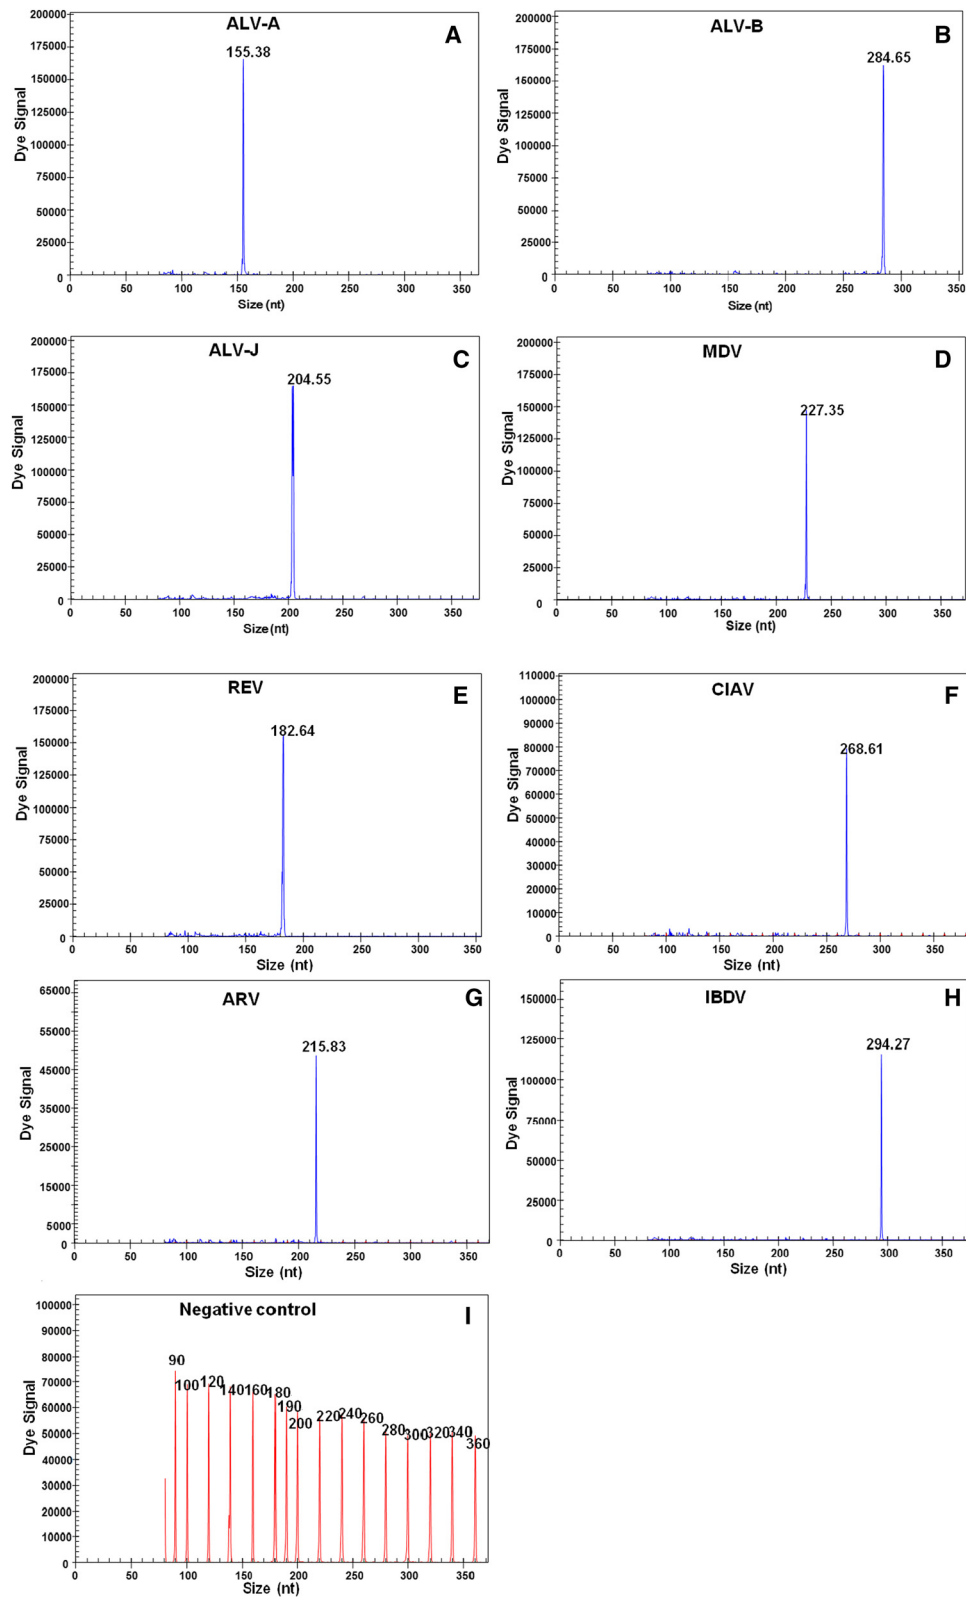 ALV-A
A
155.38
200000
175000
150000
125000
100000
75000
50000
25000
0
Dye Signal
0 50 100 150 200 250 300 350
Size (nt)
ALV-B
B
284.65
200000
175000
150000
125000
100000
75000
50000
25000
0
Dye Signal
0 50 100 150 200 250 300 350
Size (nt)
ALV-J
C
204.55
200000
175000
150000
125000
100000
75000
50000
25000
0
Dye Signal
0 50 100 150 200 250 300 350
Size(nt)
MDV
D
227.35
200000
175000
150000
125000
100000
75000
50000
25000
0
Dye Signal
0 50 100 150 200 250 300 350
Size (nt)
REV
E
182.64
200000
175000
150000
125000
100000
75000
50000
25000
0
Dye Signal
0 50 100 150 200 250 300 350
Size (nt)
CIAV
F
268.61
110000
100000
90000
80000
70000
60000
50000
40000
30000
20000
10000
0
Dye Signal
0 50 100 150 200 250 300 350
Size (nt)
ARV
G
215.83
65000
55000
45000
35000
25000
15000
5000
0
Dye Signal
0 50 100 150 200 250 300 350
Size (nt)
IBDV
H
294.27
150000
125000
100000
75000
50000
25000
0
Dye Signal
0 50 100 150 200 250 300 350
Size (nt)
Negative control
I
90 100 120 140 160 180 190 200 220 240 260 280 300 320 340 360
100000
90000
80000
70000
60000
50000
40000
30000
20000
10000
0
Dye Signal
0 50 100 150 200 250 300 350
Size (nt)